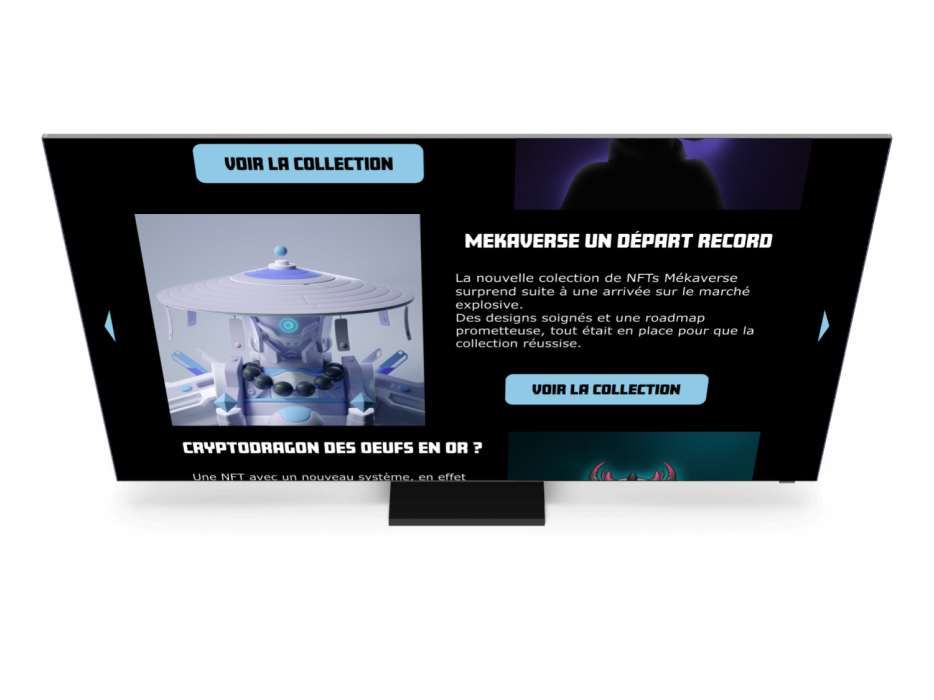 VOIR LA COLLECTION
MEKAVERSE UN DÉPART RECORD
La nouvelle colection de NFTs Mékaverse
surprend suite à une arrivée sur le marché
explosive.
Des designs soignés et une roadmap
prometteuse, tout était en place pour que la
collection réussise.
VOIR LA COLLECTION
CRYPTODRAGON DES OEUFS EN OR ?
Une NFT avec un nouveau système, en effet